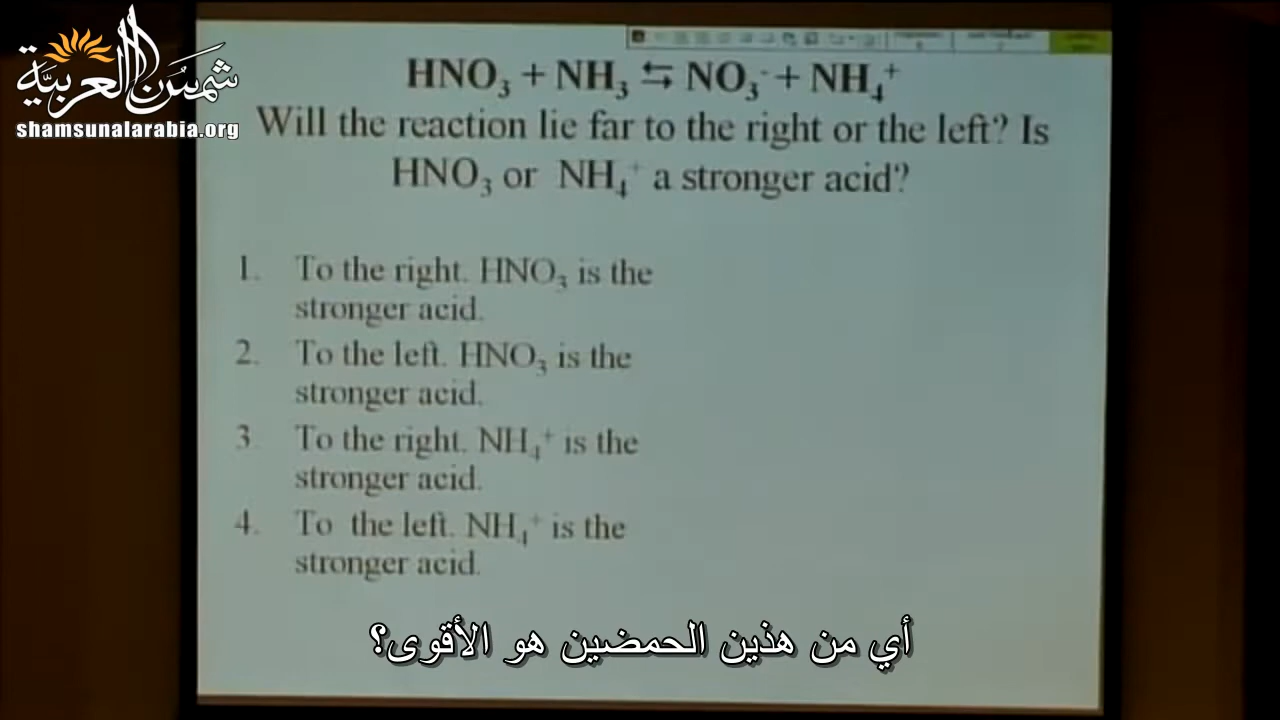 شمس العربية
shamsunalarabia.org
HNO₃ + NH₃ ⇆ NO₃⁻ + NH₄⁺
Will the reaction lie far to the right or the left? Is
HNO₃ or NH₄⁺ a stronger acid?
1. To the right. HNO₃ is the
stronger acid.
2. To the left. HNO₃ is the
stronger acid.
3. To the right. NH₄⁺ is the
stronger acid.
4. To the left. NH₄⁺ is the
stronger acid.
أي من هذين الحمضين هو الأقوى؟